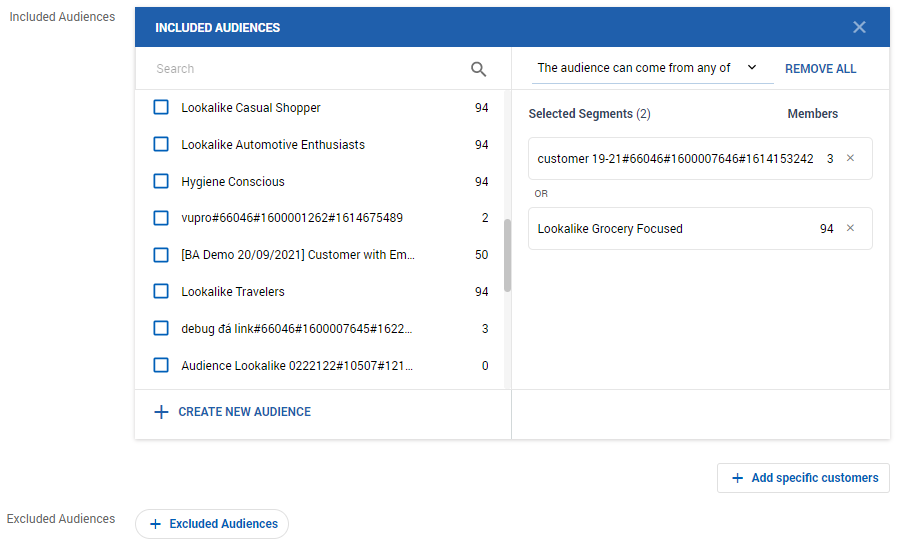 Included Audiences
INCLUDED AUDIENCES
Search
The audience can come from any of
REMOVE ALL
Lookalike Casual Shopper 94
Lookalike Automotive Enthusiasts 94
Hygiene Conscious 94
vupro#66046#1600001262#1614675489 2
[BA Demo 20/09/2021] Customer with Em... 50
Lookalike Travelers 94
debug đá link#66046#1600007645#1622... 3
Audience Lookalike 0222122#10507#121... 0
CREATE NEW AUDIENCE
Selected Segments (2) Members
customer 19-21#66046#1600007646#1614153242 3
OR
Lookalike Grocery Focused 94
Add specific customers
Excluded Audiences
Excluded Audiences